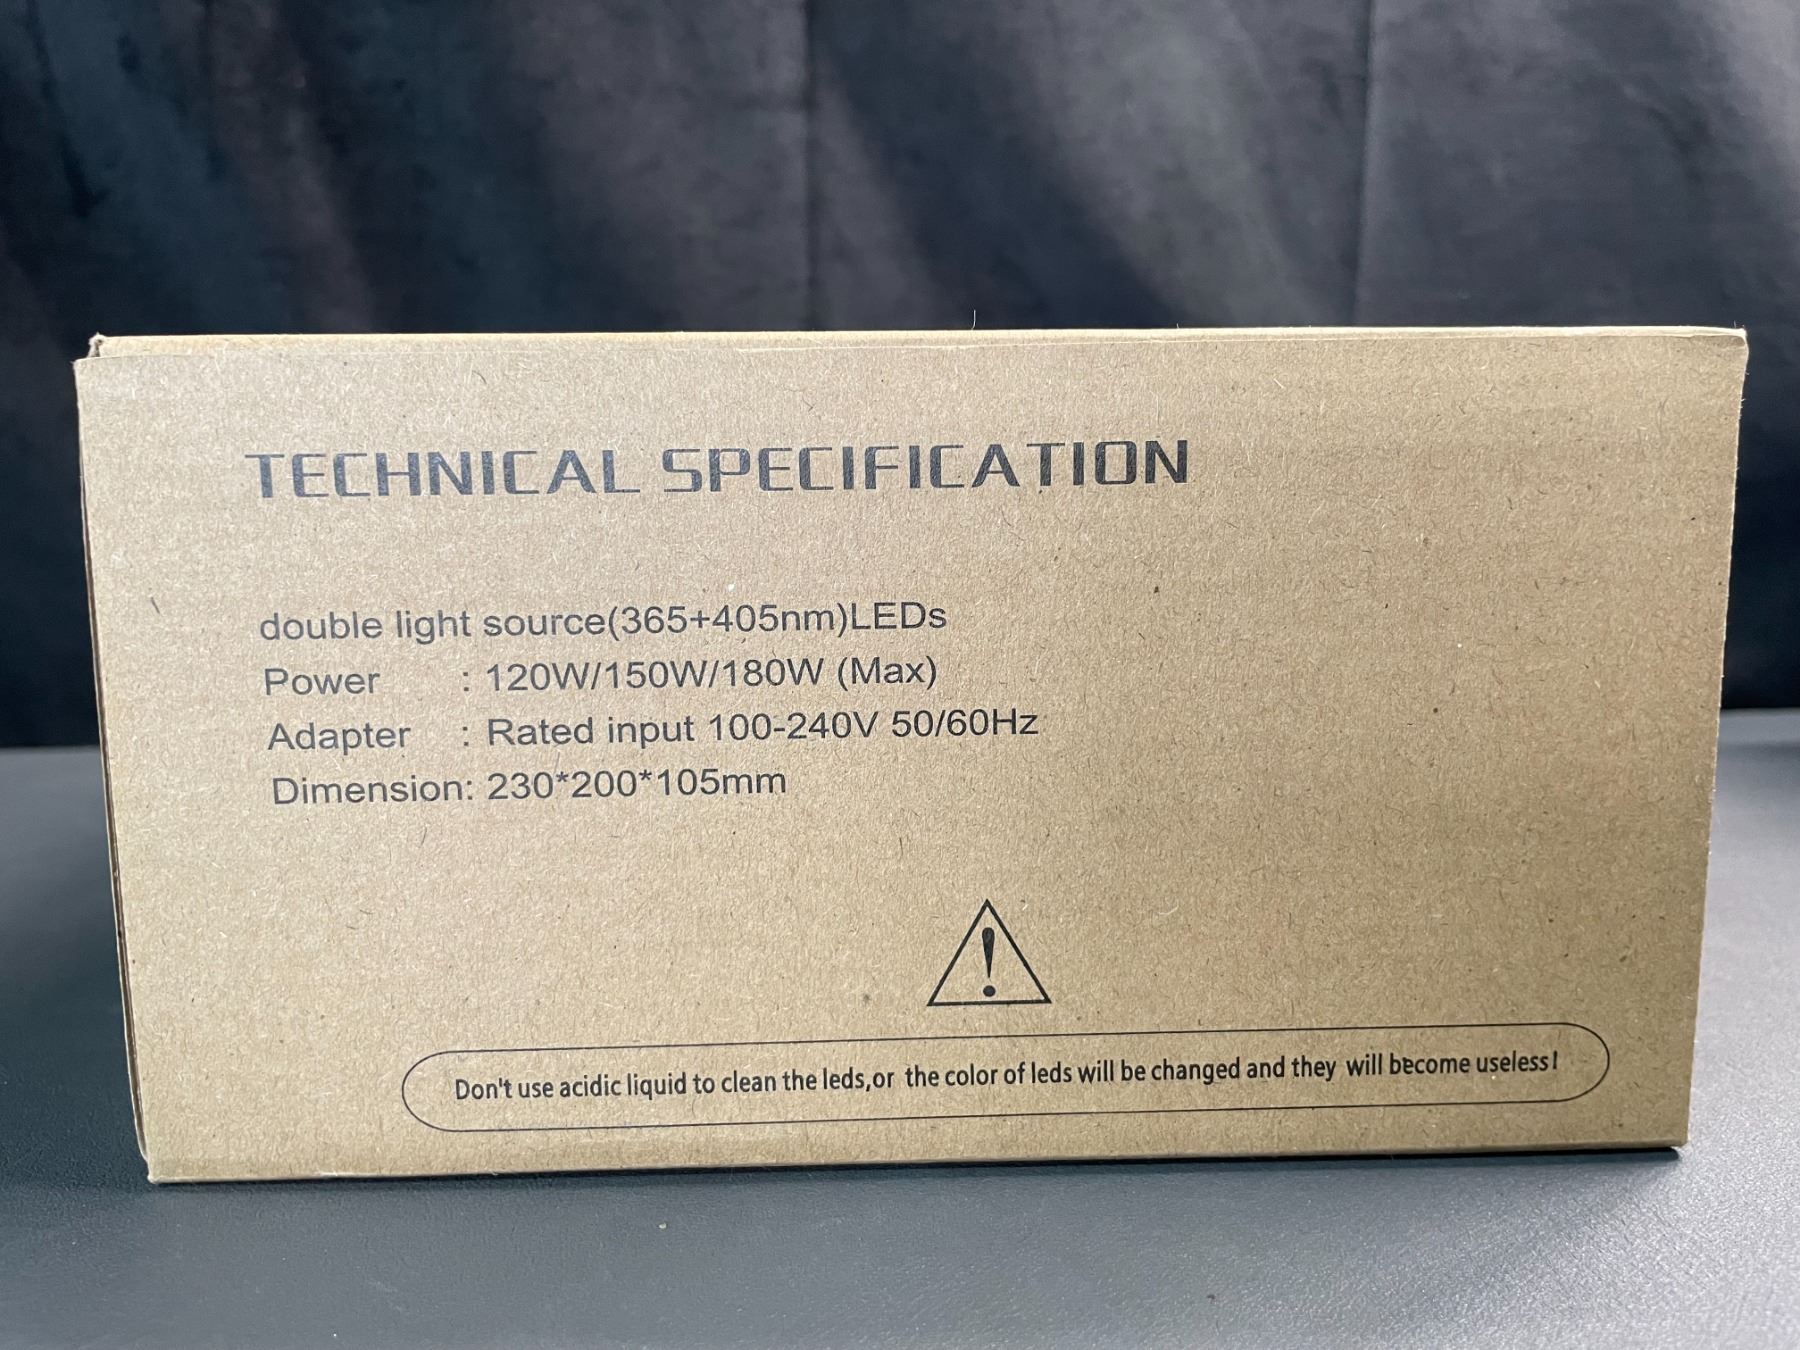 TECHNICAL SPECIFICATION
double light source(365+405nm)LEDs
Power : 120W/150W/180W (Max)
Adapter : Rated input 100-240V 50/60Hz
Dimension: 230*200*105mm
Don't use acidic liquid to clean the leds,or the color of leds will be changed and they will become useless!